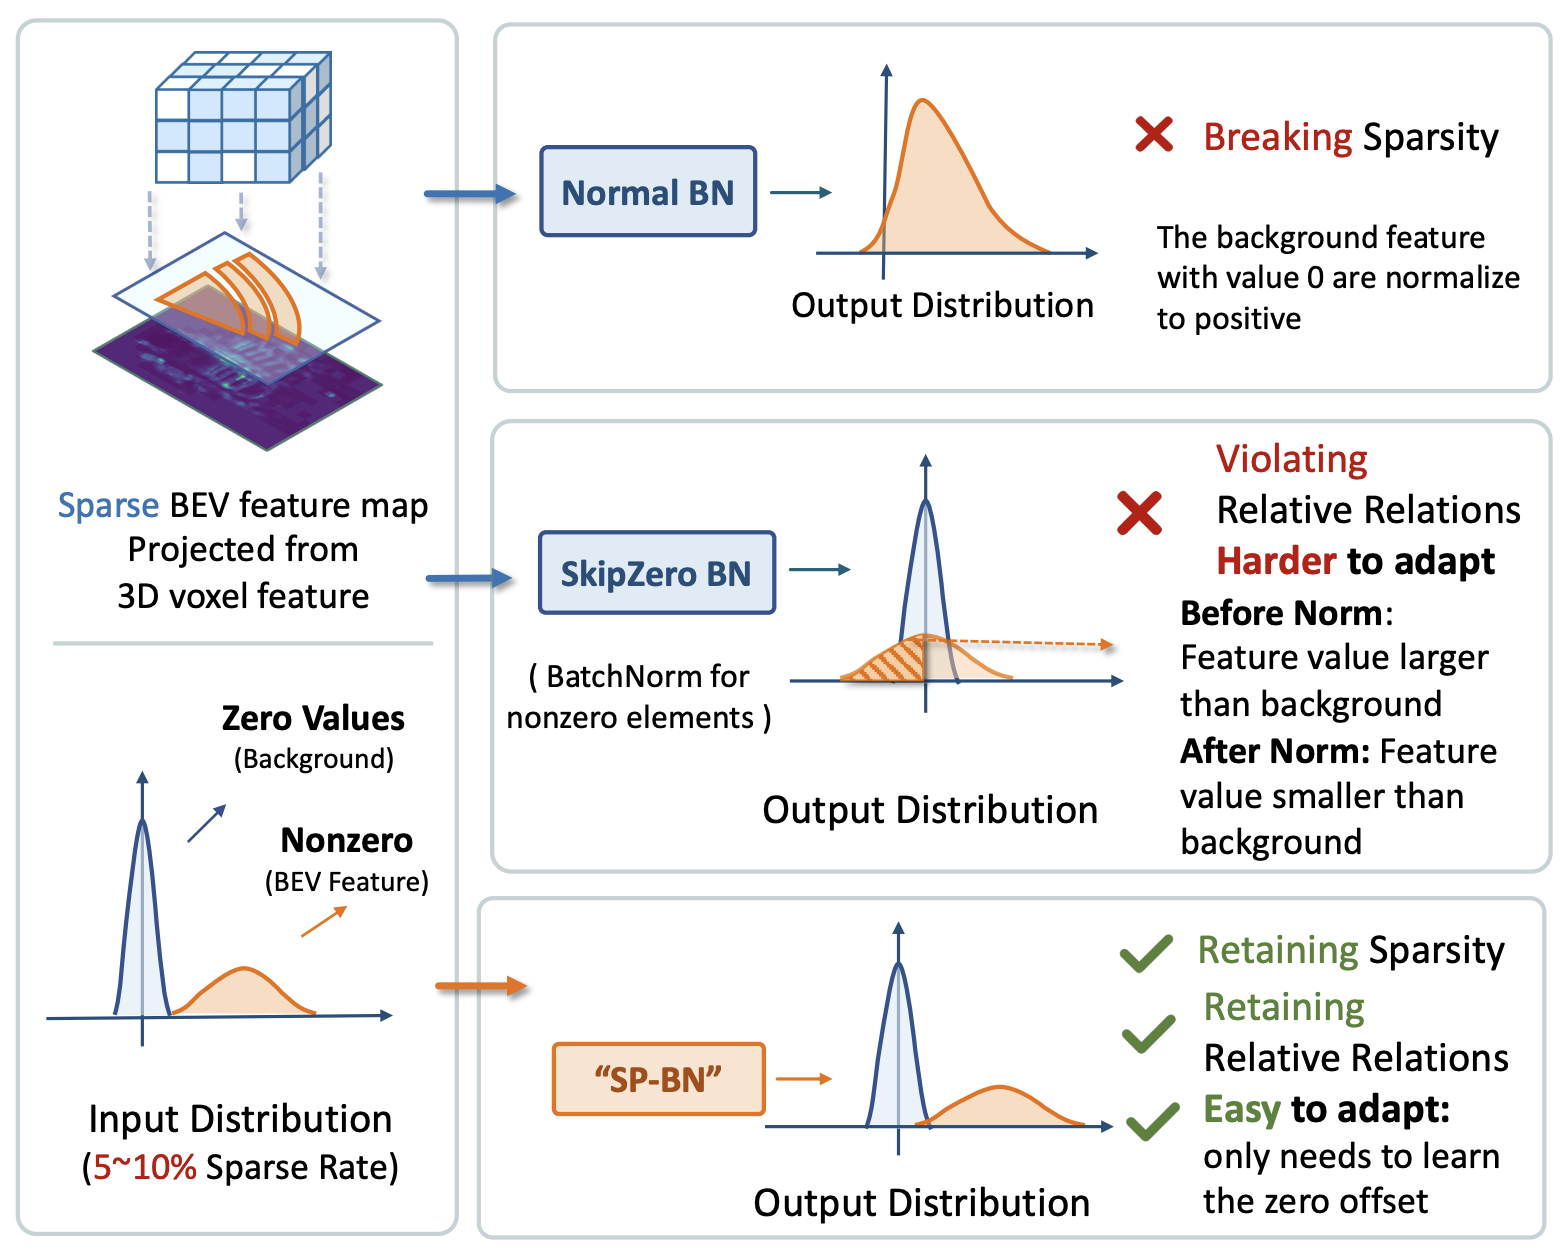 Sparse BEV feature map
Projected from
3D voxel feature
Zero Values
(Background)
Nonzero
(BEV Feature)
Input Distribution
(5~10% Sparse Rate)
Normal BN
Output Distribution
Breaking Sparsity
The background feature
with value 0 are normalize
to positive
SkipZero BN
( BatchNorm for
nonzero elements )
Output Distribution
Violating
Relative Relations
Harder to adapt
Before Norm:
Feature value larger
than background
After Norm: Feature
value smaller than
background
“SP-BN”
Output Distribution
Retaining Sparsity
Retaining
Relative Relations
Easy to adapt:
only needs to learn
the zero offset